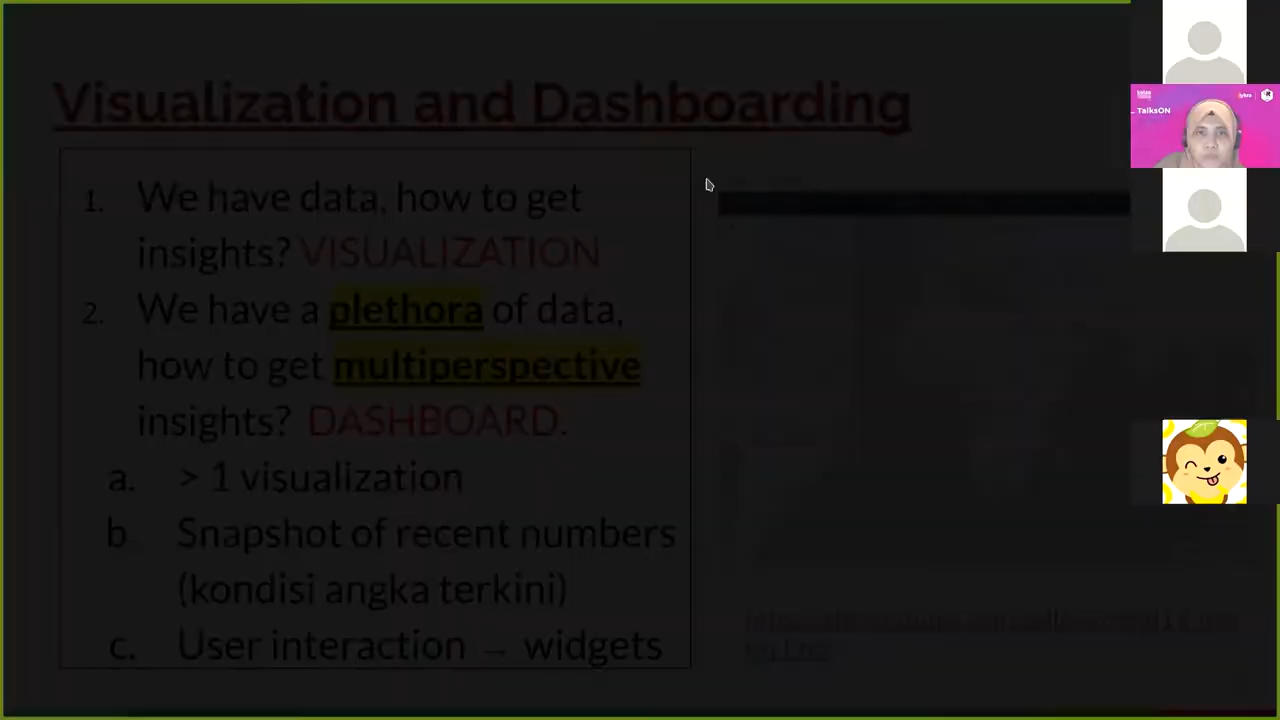 Visualization and Dashboarding
1. We have data, how to get
insights? VISUALIZATION
2. We have a plethora of data,
how to get multiperspective
insights? DASHBOARD.
a. > 1 visualization
b. Snapshot of recent numbers
(kondisi angka terkini)
c. User interaction → widgets
TalksON